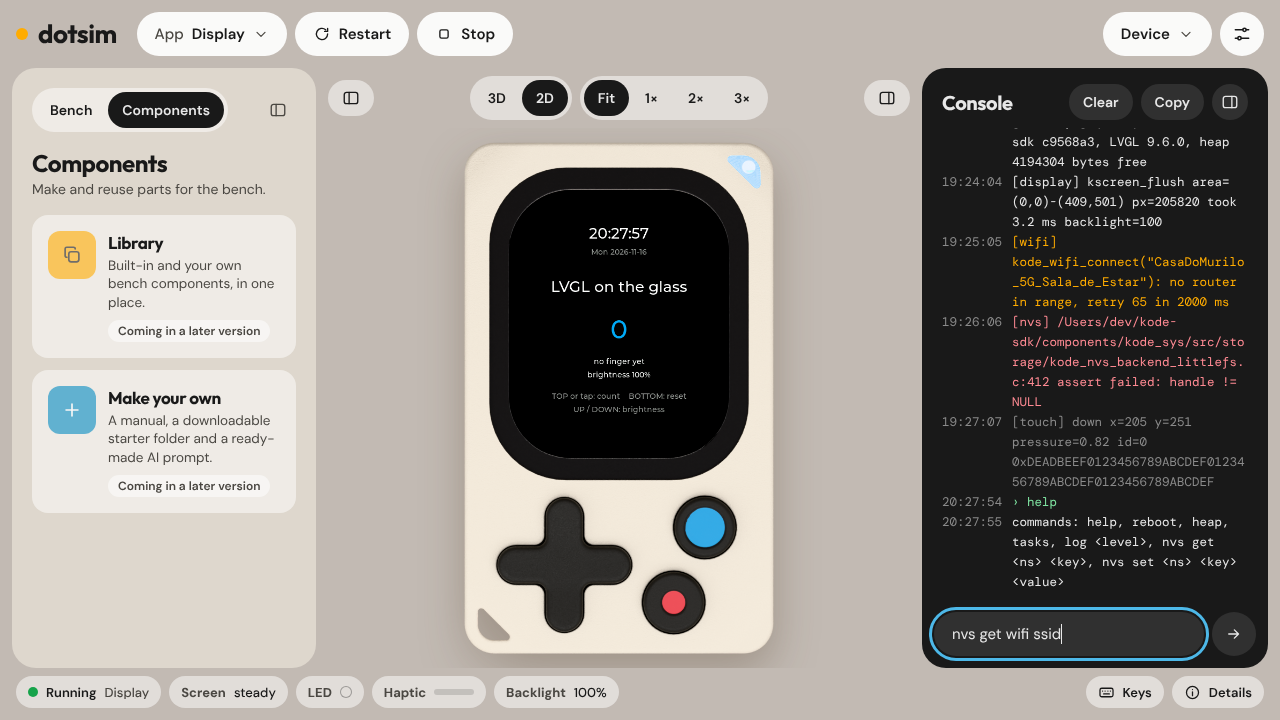 dotsim
App Display
Restart
Stop
Device
Bench
Components
Components
Make and reuse parts for the bench.
Library
Built-in and your own
bench components, in one
place.
Coming in a later version
Make your own
A manual, a downloadable
starter folder and a ready-
made AI prompt.
Coming in a later version
3D
2D
Fit
1×
2×
3×
20:27:57
Mon 2026-11-16
LVGL on the glass
0
no finger yet
brightness 100%
TOP or tap: count BOTTOM: reset
UP / DOWN: brightness
Console
Clear
Copy
sdk c9568a3, LVGL 9.6.0, heap
4194304 bytes free
19:24:04 [display] kscreen_flush area=
(0,0)-(409,501) px=205820 took
3.2 ms backlight=100
19:25:05 [wifi]
kode_wifi_connect("CasaDoMurilo
_5G_Sala_de_Estar"): no router
in range, retry 65 in 2000 ms
19:26:06 [nvs] /Users/dev/kode-
sdk/components/kode_sys/src/sto
rage/kode_nvs_backend_littlefs.
c:412 assert failed: handle !=
NULL
19:27:07 [touch] down x=205 y=251
pressure=0.82 id=0
0xDEADBEEF0123456789ABCDEF01234
56789ABCDEF0123456789ABCDEF
20:27:54 › help
20:27:55 commands: help, reboot, heap,
tasks, log <level>, nvs get
<ns> <key>, nvs set <ns> <key>
<value>
nvs get wifi ssid
Running Display
Screen steady
LED
Haptic
Backlight 100%
Keys
Details